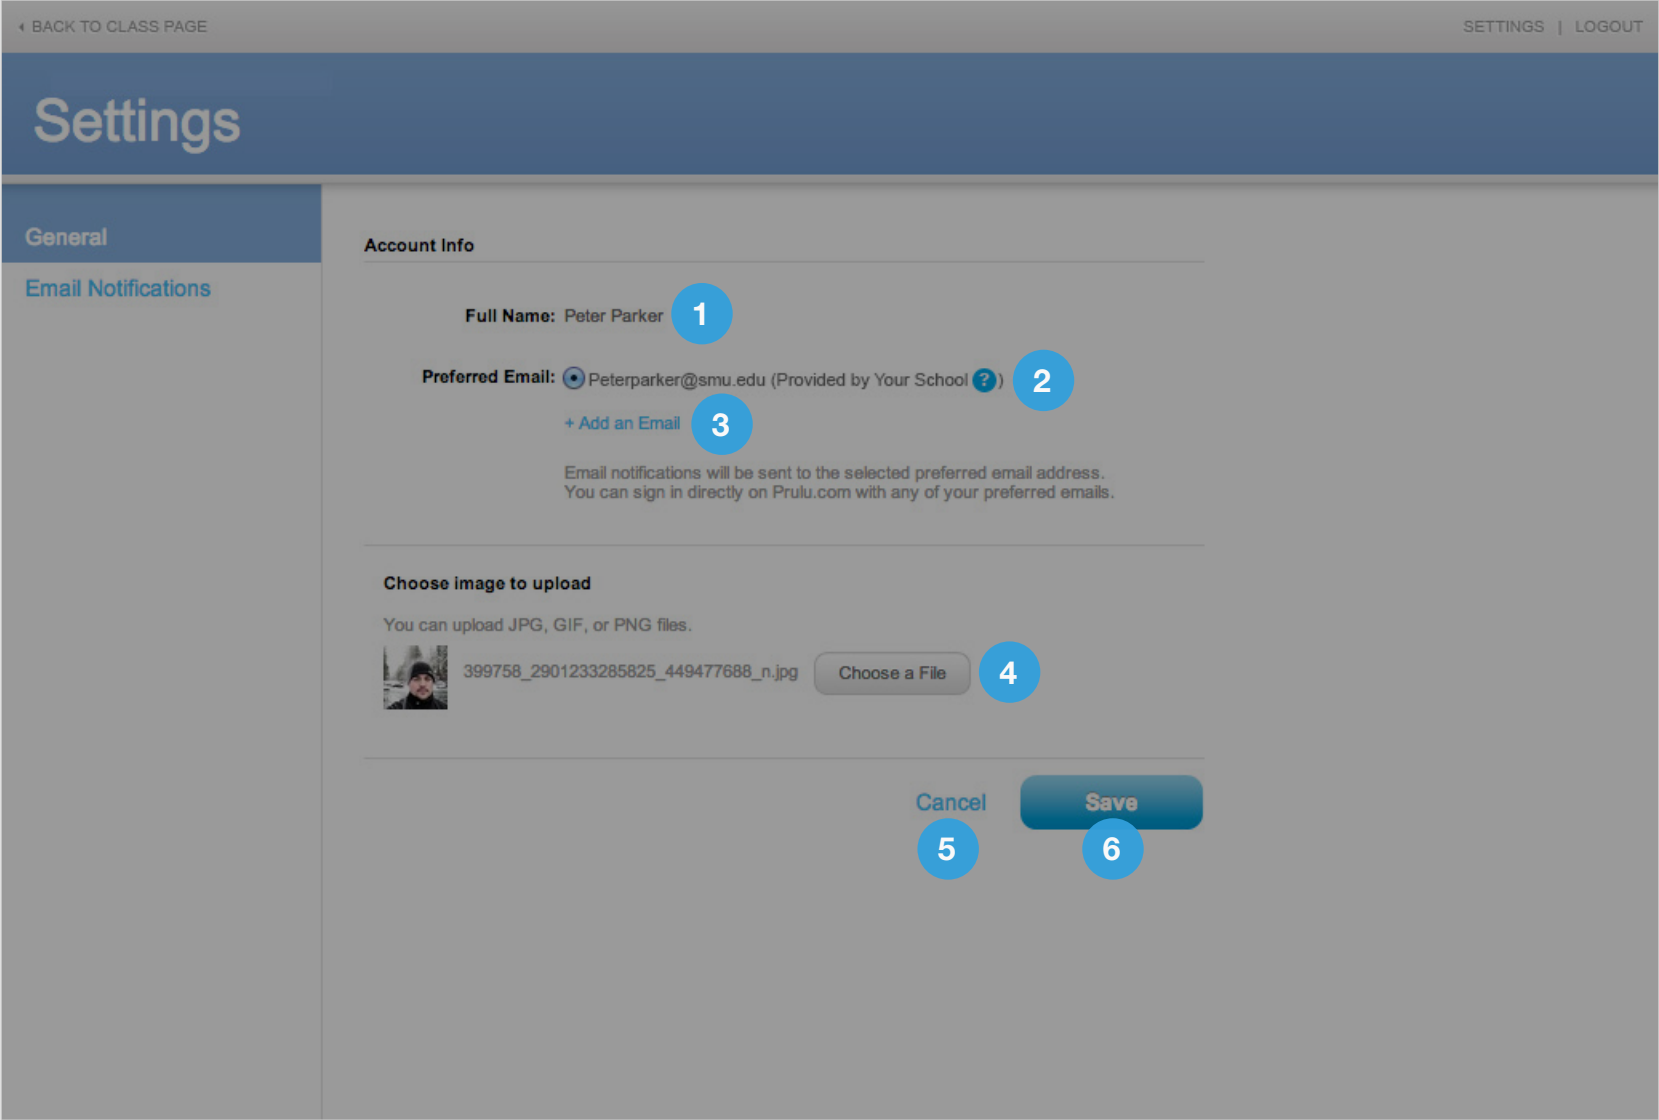 BACK TO CLASS PAGE
SETTINGS | LOGOUT
Settings
General
Email Notifications
Account Info
Full Name: Peter Parker 1
Preferred Email: Peterparker@smu.edu (Provided by Your School ?) 2
+ Add an Email 3
Email notifications will be sent to the selected preferred email address.
You can sign in directly on Prulu.com with any of your preferred emails.
Choose image to upload
You can upload JPG, GIF, or PNG files.
399758_2901233285825_449477688_n.jpg Choose a File 4
Cancel Save
5 6